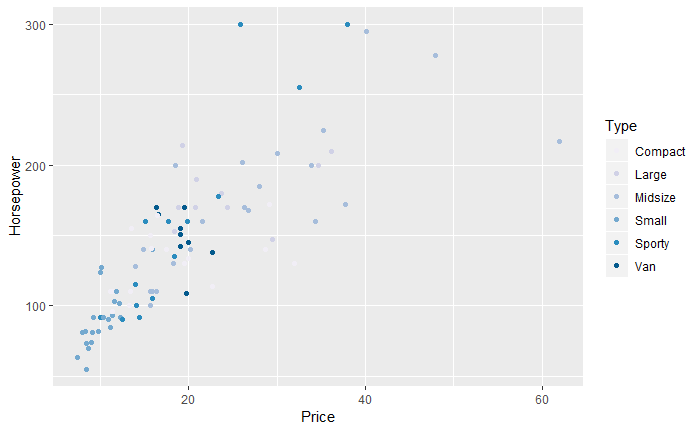 300
200
100
Horsepower
20
40
60
Price
Type
Compact
Large
Midsize
Small
Sporty
Van